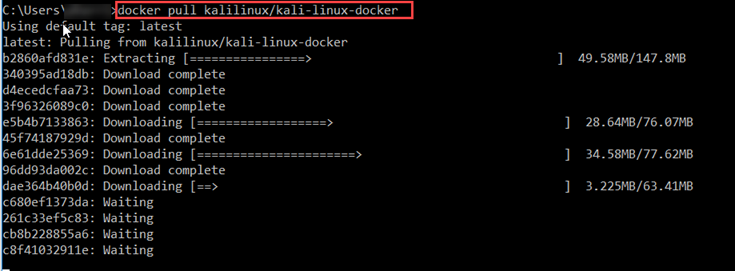 C:\Users\ >docker pull kalilinux/kali-linux-docker
Using default tag: latest
latest: Pulling from kalilinux/kali-linux-docker
b2860afd831e: Extracting [================>                                  ]  49.58MB/147.8MB
340395ad18db: Download complete
d4ecedcfaa73: Download complete
3f96326089c0: Download complete
e5b4b7133863: Downloading [==================>                                ]  28.64MB/76.07MB
45f74187929d: Download complete
6e61dde25369: Downloading [======================>                            ]  34.58MB/77.62MB
96dd93da002c: Download complete
dae364b40b0d: Downloading [==>                                                ]  3.225MB/63.41MB
c680ef1373da: Waiting
261c33ef5c83: Waiting
cb8b228855a6: Waiting
c8f41032911e: Waiting